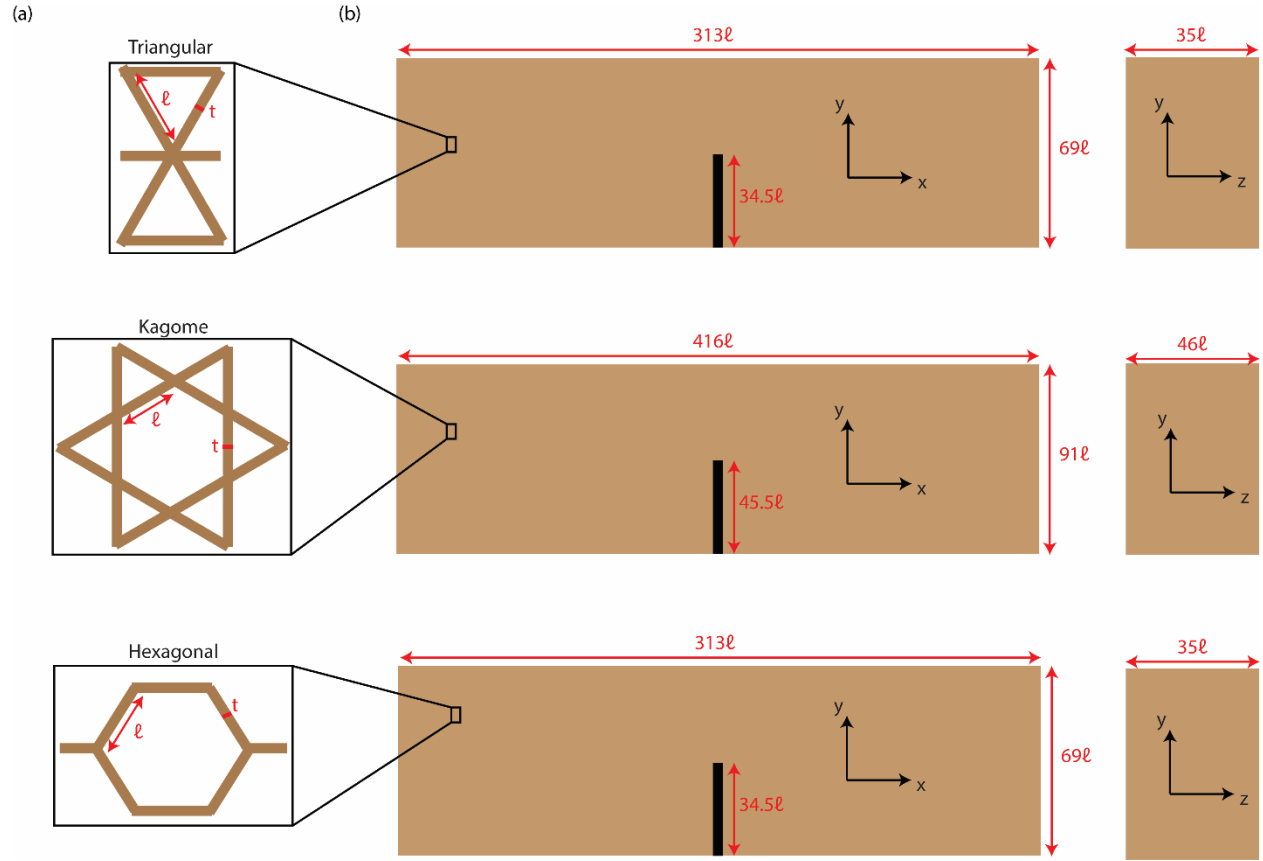 (a)
(b)
Triangular
ℓ
t
313ℓ
35ℓ
69ℓ
34.5ℓ
y
x
y
z
Kagome
ℓ
t
416ℓ
46ℓ
91ℓ
45.5ℓ
y
x
y
z
Hexagonal
ℓ
t
313ℓ
35ℓ
69ℓ
34.5ℓ
y
x
y
z